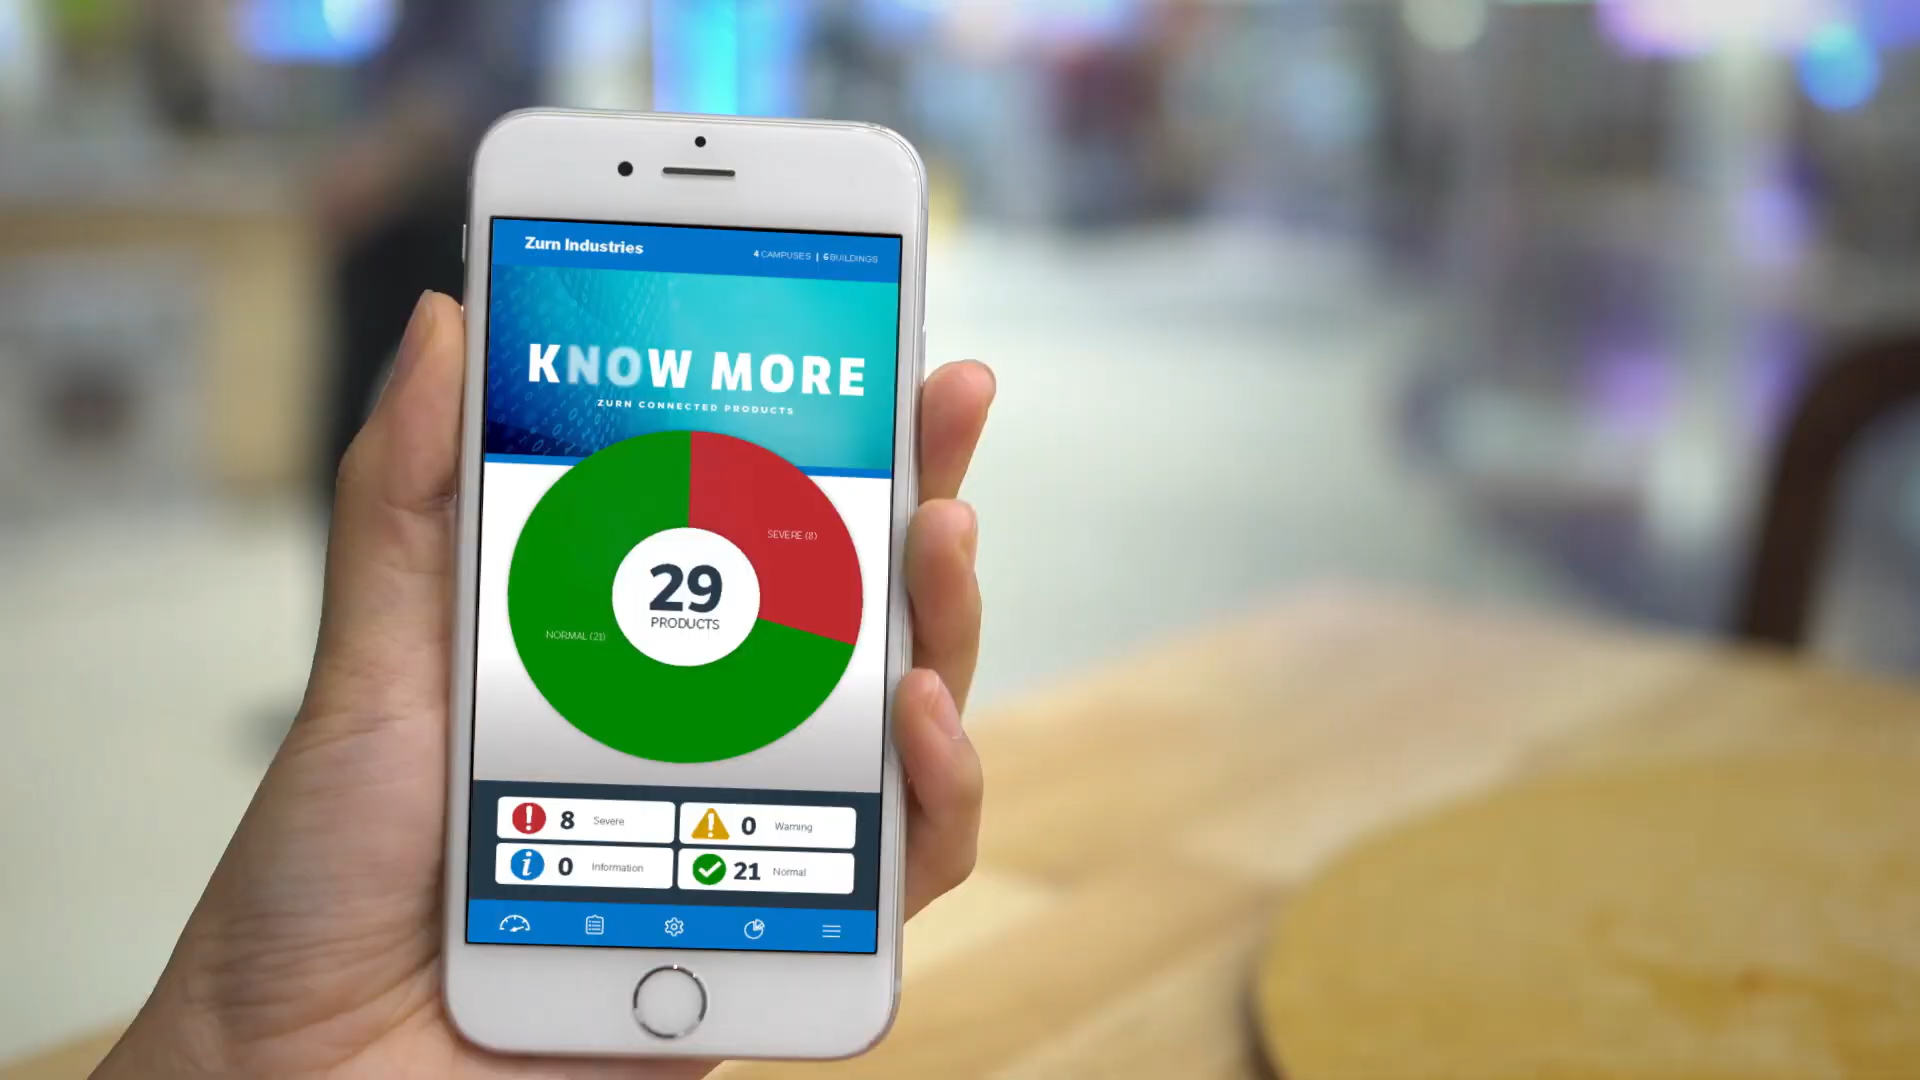 Zurn Industries
4 CAMPUSES | 6 BUILDINGS
KNOW MORE
ZURN CONNECTED PRODUCTS
SEVERE (8)
29
PRODUCTS
NORMAL (21)
8 Severe
0 Warning
0 Information
21 Normal